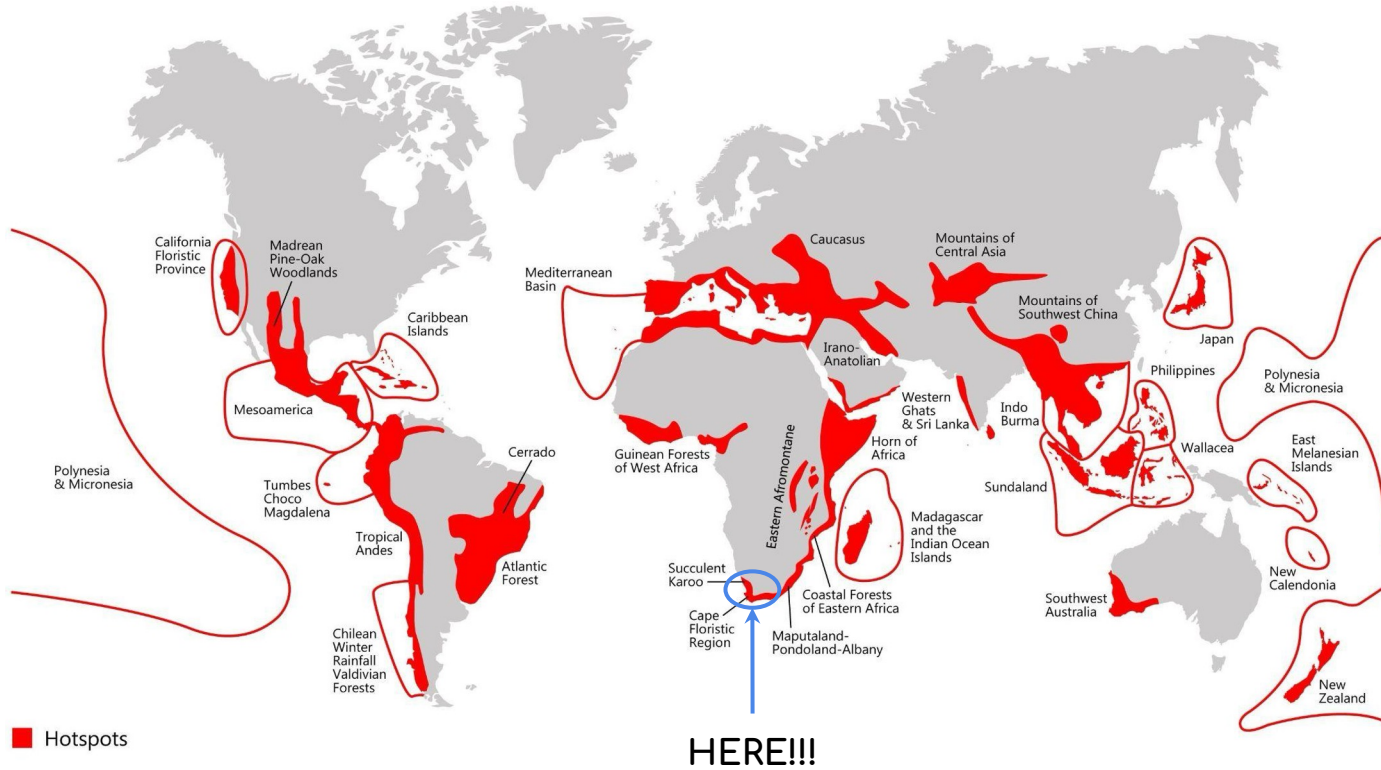 California
Floristic
Province
Madrean
Pine-Oak
Woodlands
Caribbean
Islands
Mesoamerica
Polynesia
& Micronesia
Tumbes
Choco
Magdalena
Cerrado
Tropical
Andes
Atlantic
Forest
Chilean
Winter
Rainfall
Valdivian
Forests
Mediterranean
Basin
Caucasus
Mountains of
Central Asia
Mountains of
Southwest China
Irano-
Anatolian
Western
Ghats
& Sri Lanka
Indo
Burma
Japan
Philippines
Polynesia
& Micronesia
Guinean Forests
of West Africa
Horn of
Africa
Eastern Afromontane
Sundaland
Wallacea
East
Melanesian
Islands
Madagascar
and the
Indian Ocean
Islands
Succulent
Karoo
Cape
Floristic
Region
Coastal Forests
of Eastern Africa
Maputaland-
Pondoland-Albany
Southwest
Australia
New
Calendonia
New
Zealand
Hotspots
HERE!!!